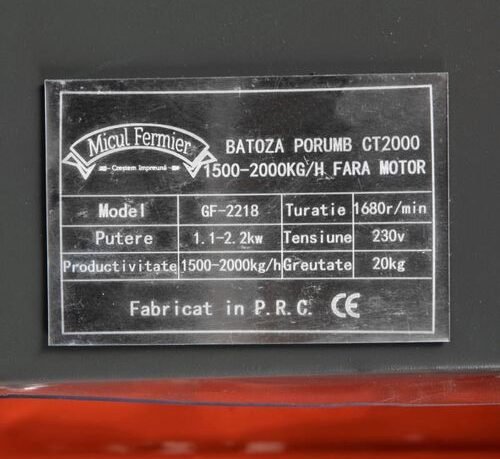 Micul Fermier
Creștem împreună
BATOZA PORUMB CT2000
1500-2000KG/H FARA MOTOR
Model GF-2218 Turatie 1680r/min
Putere 1.1-2.2kw Tensiune 230v
Productivitate 1500-2000kg/h Greutate 20kg
Fabricat in P.R.C. CE